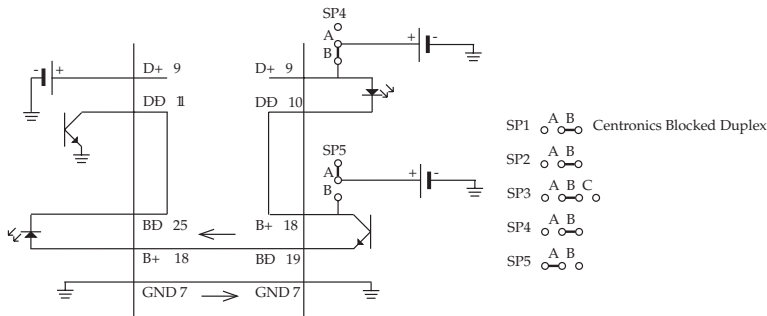 SP4
A
B
+ -
- +
D+ 9
D+ 9
DĐ 11
DĐ 10
SP5
A
B
+ -
BĐ 25
B+ 18
B+ 18
BĐ 19
GND 7
GND 7
SP1 A B Centronics Blocked Duplex
SP2 A B
SP3 A B C
SP4 A B
SP5 A B